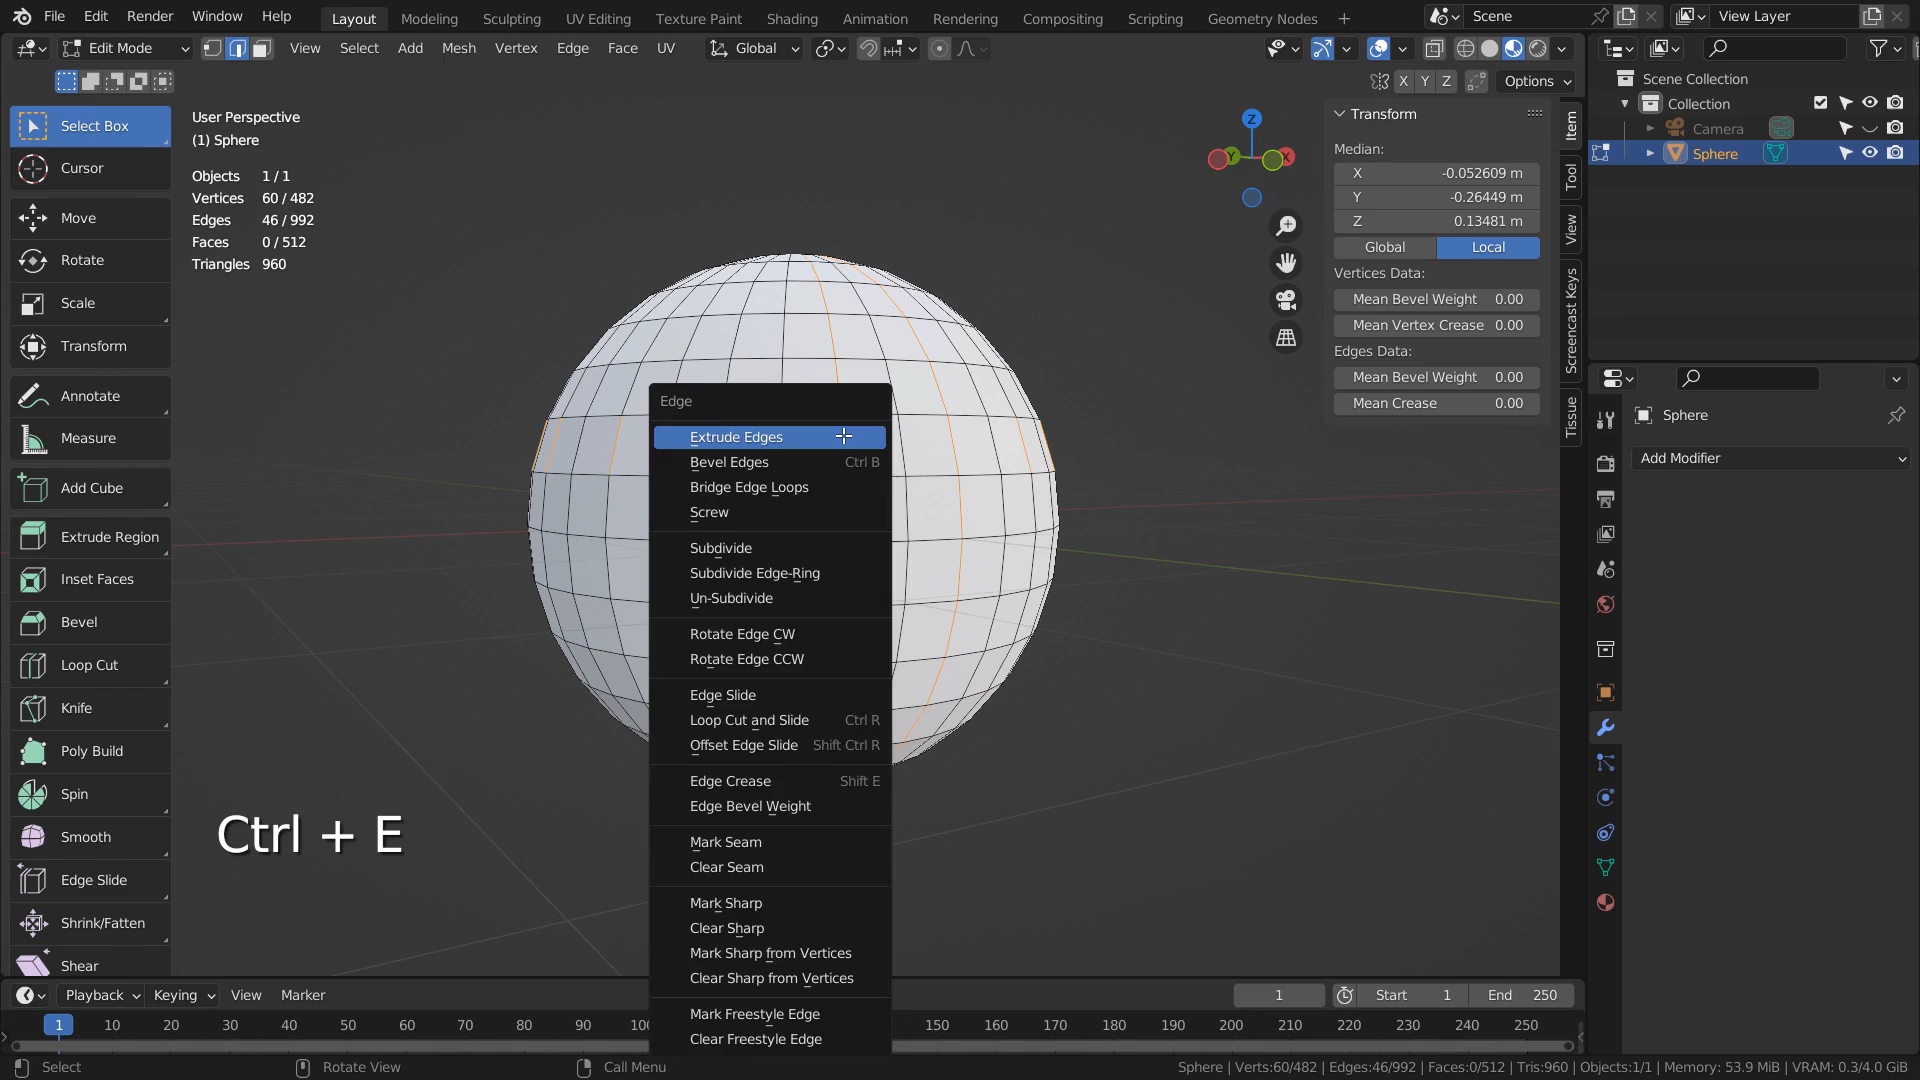 File Edit Render Window Help Layout Modeling Sculpting UV Editing Texture Paint Shading Animation Rendering Compositing Scripting Geometry Nodes + Scene View Layer
Edit Mode View Select Add Mesh Vertex Edge Face UV Global
X Y Z Options
Select Box
Cursor
Move
Rotate
Scale
Transform
Annotate
Measure
Add Cube
Extrude Region
Inset Faces
Bevel
Loop Cut
Knife
Poly Build
Spin
Smooth
Edge Slide
Shrink/Fatten
Shear
User Perspective
(1) Sphere
Objects 1 / 1
Vertices 60 / 482
Edges 46 / 992
Faces 0 / 512
Triangles 960
Z
Y
X
Ctrl + E
Edge
Extrude Edges
Bevel Edges Ctrl B
Bridge Edge Loops
Screw
Subdivide
Subdivide Edge-Ring
Un-Subdivide
Rotate Edge CW
Rotate Edge CCW
Edge Slide
Loop Cut and Slide Ctrl R
Offset Edge Slide Shift Ctrl R
Edge Crease Shift E
Edge Bevel Weight
Mark Seam
Clear Seam
Mark Sharp
Clear Sharp
Mark Sharp from Vertices
Clear Sharp from Vertices
Mark Freestyle Edge
Clear Freestyle Edge
Transform
Median:
X -0.052609 m
Y -0.26449 m
Z 0.13481 m
Global Local
Vertices Data:
Mean Bevel Weight 0.00
Mean Vertex Crease 0.00
Edges Data:
Mean Bevel Weight 0.00
Mean Crease 0.00
Item
Tool
View
Screencast Keys
Tissue
Scene Collection
Collection
Camera
Sphere
Sphere
Add Modifier
Playback Keying View Marker 1 Start 1 End 250
1 10 20 30 40 50 60 70 80 90 150 160 170 180 190 200 210 220 230 240 250
Select Rotate View Call Menu Sphere | Verts:60/482 | Edges:46/992 | Faces:0/512 | Tris:960 | Objects:1/1 | Memory: 53.9 MiB | VRAM: 0.3/4.0 GiB